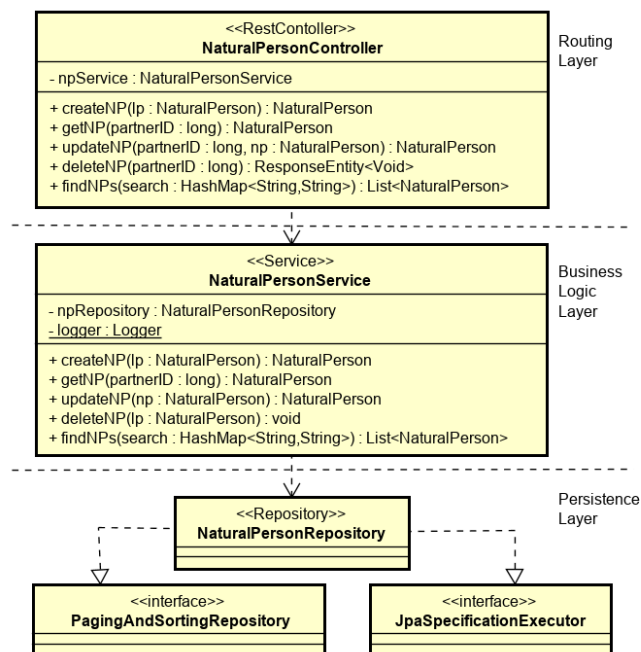 <<RestContoller>>
NaturalPersonController
- npService : NaturalPersonService
+ createNP(lp : NaturalPerson) : NaturalPerson
+ getNP(partnerID : long) : NaturalPerson
+ updateNP(partnerID : long, np : NaturalPerson) : NaturalPerson
+ deleteNP(partnerID : long) : ResponseEntity<Void>
+ findNPs(search : HashMap<String,String>) : List<NaturalPerson>
Routing
Layer
<<Service>>
NaturalPersonService
- npRepository : NaturalPersonRepository
- logger : Logger
+ createNP(lp : NaturalPerson) : NaturalPerson
+ getNP(partnerID : long) : NaturalPerson
+ updateNP(np : NaturalPerson) : NaturalPerson
+ deleteNP(lp : NaturalPerson) : void
+ findNPs(search : HashMap<String,String>) : List<NaturalPerson>
Business
Logic
Layer
<<Repository>>
NaturalPersonRepository
Persistence
Layer
<<interface>>
PagingAndSortingRepository
<<interface>>
JpaSpecificationExecutor